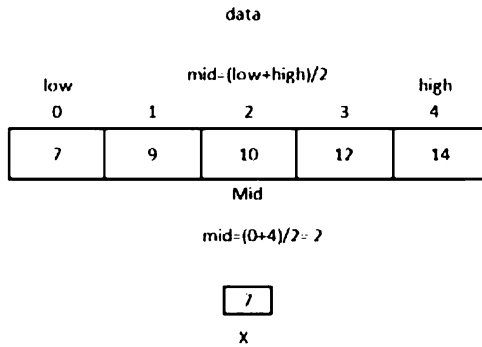 data
mid=(low+high)/2
low high
0 1 2 3 4
7 9 10 12 14
Mid
mid=(0+4)/2= 2
7
X